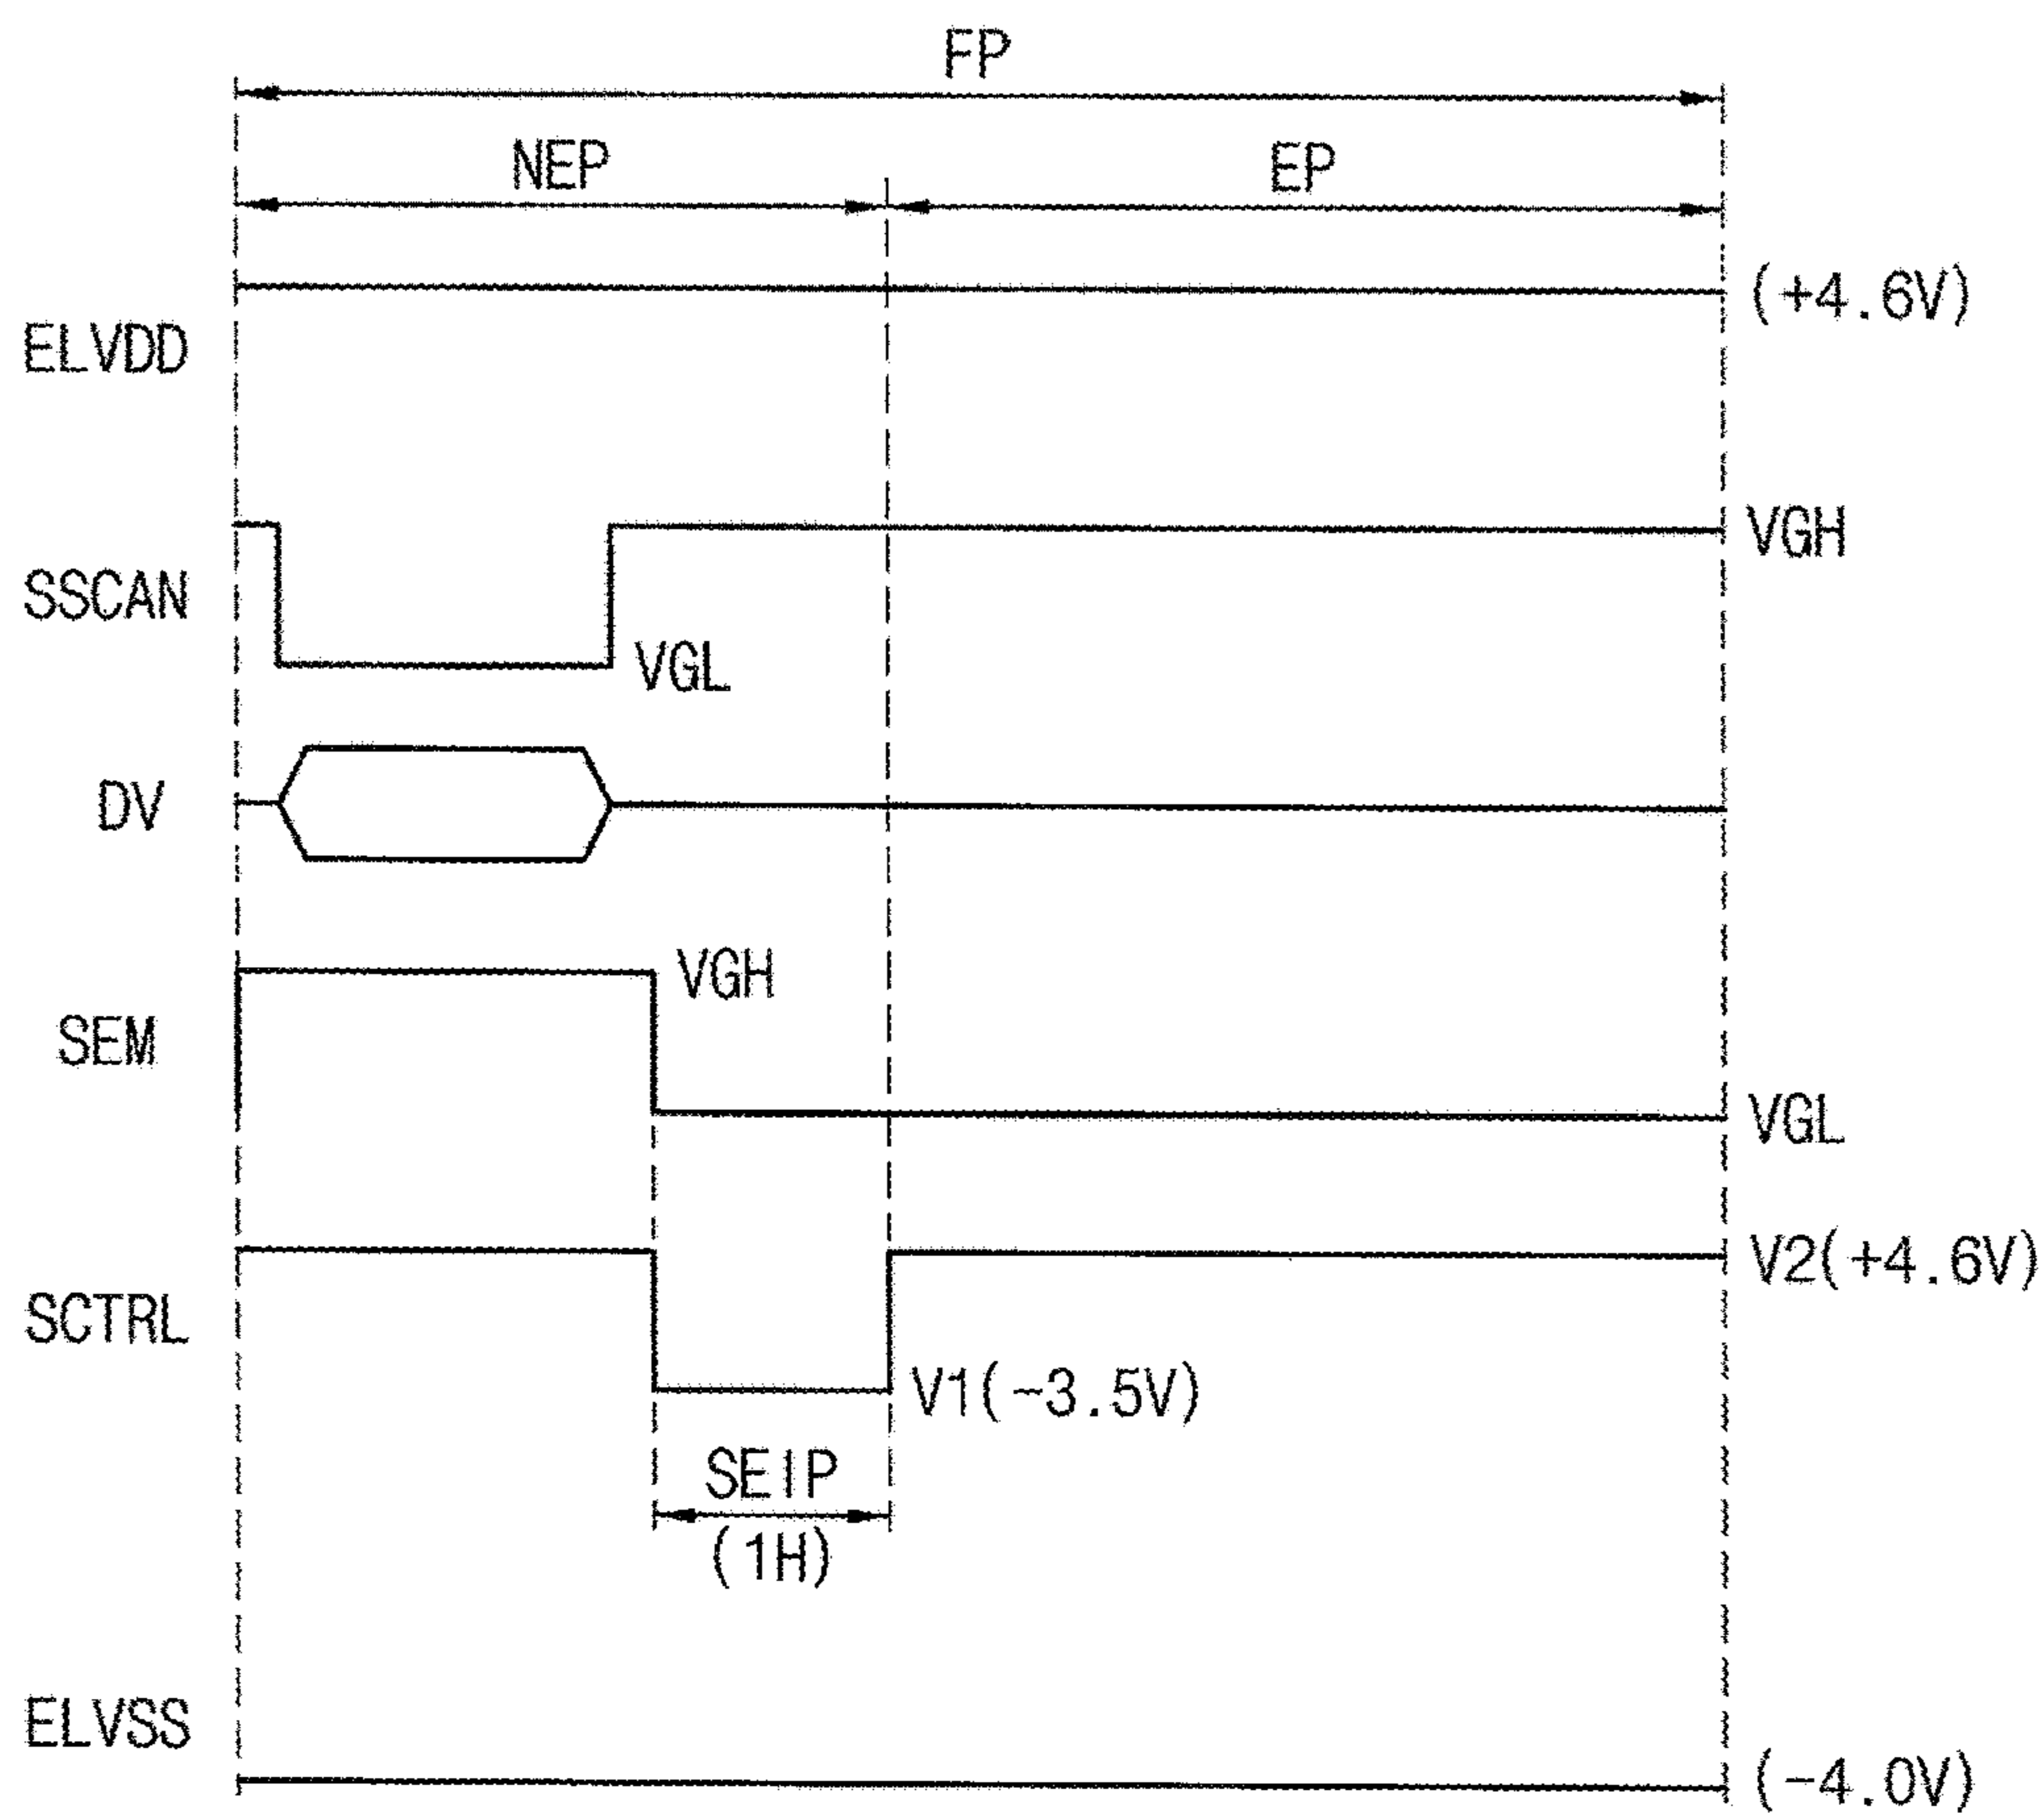 FP
NEP
EP
ELVDD
(+4.6V)
SSCAN
VGH
VGL
DV
SEM
VGH
VGL
SCTRL
V2(+4.6V)
V1(-3.5V)
SEIP
(1H)
ELVSS
(-4.0V)